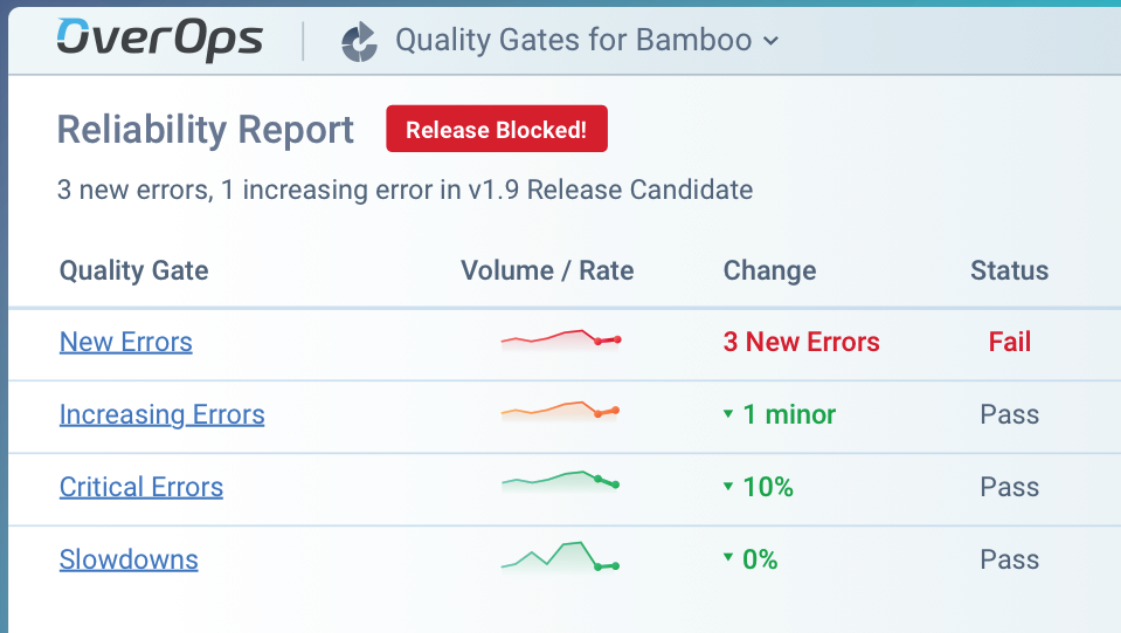 OverOps
Quality Gates for Bamboo
Reliability Report
Release Blocked!
3 new errors, 1 increasing error in v1.9 Release Candidate
Quality Gate Volume / Rate Change Status
New Errors 3 New Errors Fail
Increasing Errors 1 minor Pass
Critical Errors 10% Pass
Slowdowns 0% Pass